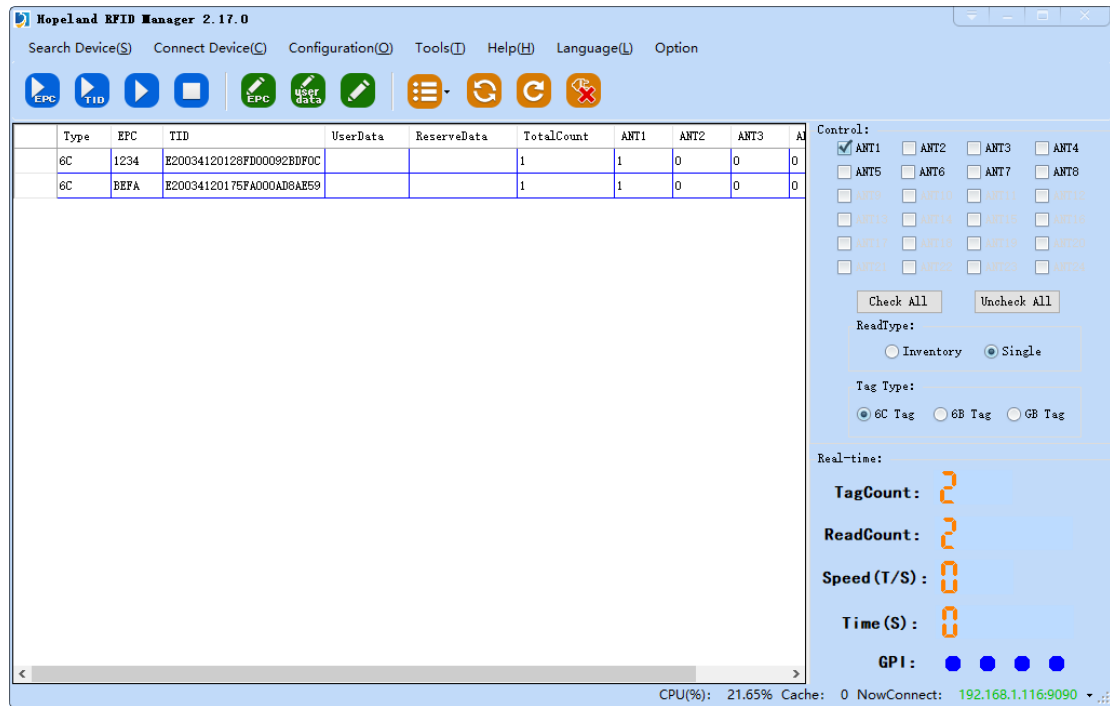 Hopeland RFID Manager 2.17.0
Search Device(S) Connect Device(C) Configuration(O) Tools(T) Help(H) Language(L) Option
EPC TID EPC user data
Type EPC TID UserData ReserveData TotalCount ANT1 ANT2 ANT3
6C 1234 E20034120128FD00092BDF0C 1 1 0 0 0
6C BEFA E20034120175FA000AD8AE59 1 1 0 0 0
Control:
ANT1 ANT2 ANT3 ANT4
ANT5 ANT6 ANT7 ANT8
Check All Uncheck All
ReadType:
Inventory Single
Tag Type:
6C Tag 6B Tag GB Tag
Real-time:
TagCount: 2
ReadCount: 2
Speed(T/S): 0
Time(S): 0
GPI:
CPU(%): 21.65% Cache: 0 NowConnect: 192.168.1.116:9090